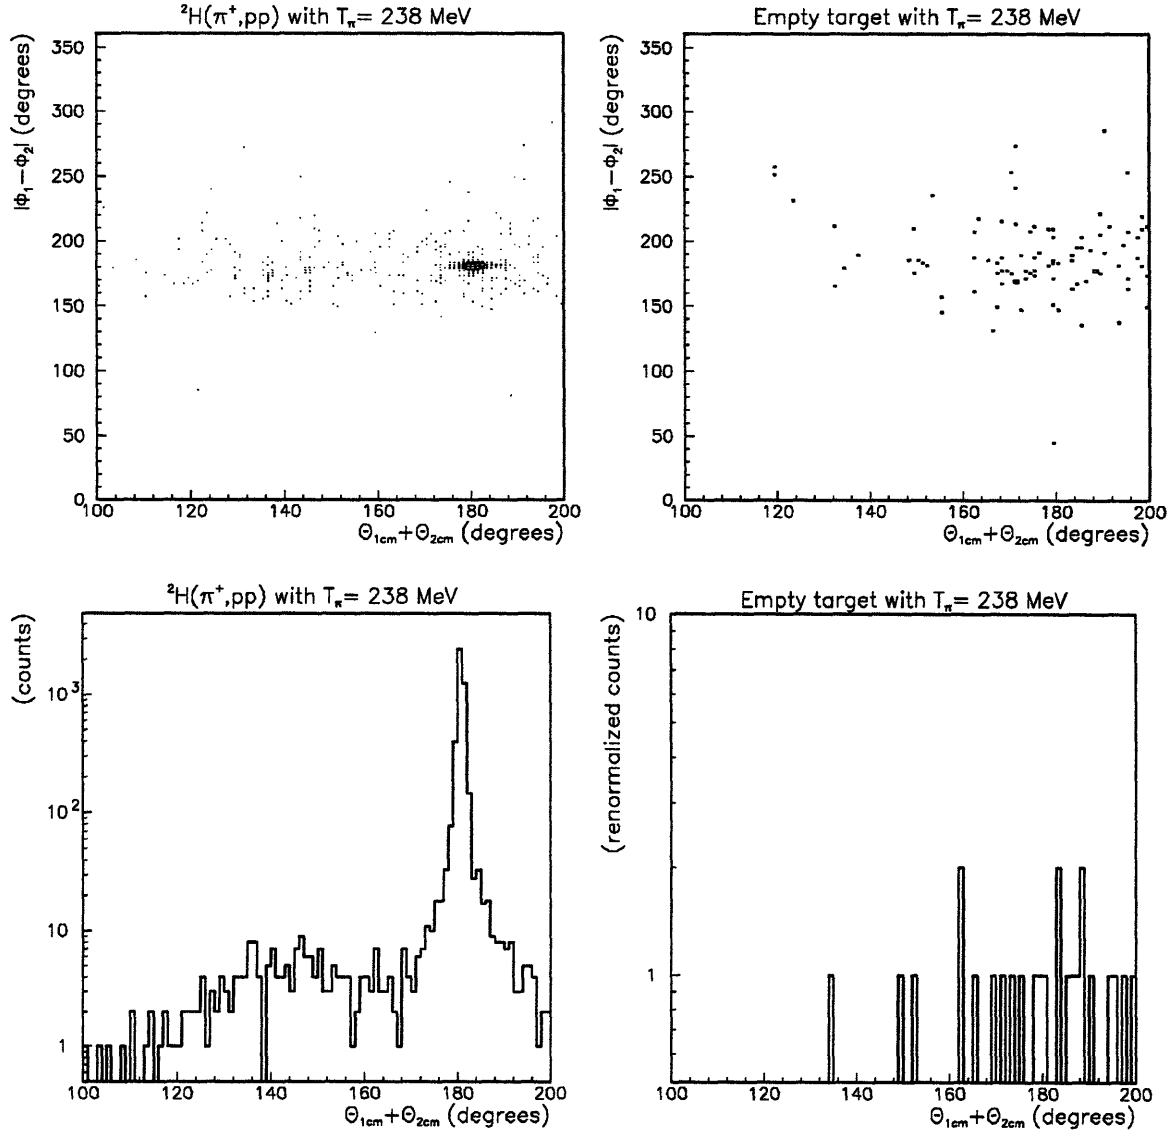 ²H(π⁺,pp) with Tπ= 238 MeV
|Φ₁−Φ₂| (degrees)
350
300
250
200
150
100
50
0
100 120 140 160 180 200
Θ₁cm+Θ₂cm (degrees)
Empty target with Tπ= 238 MeV
|Φ₁−Φ₂| (degrees)
350
300
250
200
150
100
50
0
100 120 140 160 180 200
Θ₁cm+Θ₂cm (degrees)
²H(π⁺,pp) with Tπ= 238 MeV
(counts)
10³
10²
10
1
100 120 140 160 180 200
Θ₁cm+Θ₂cm (degrees)
Empty target with Tπ= 238 MeV
(renormalized counts)
10
1
100 120 140 160 180 200
Θ₁cm+Θ₂cm (degrees)